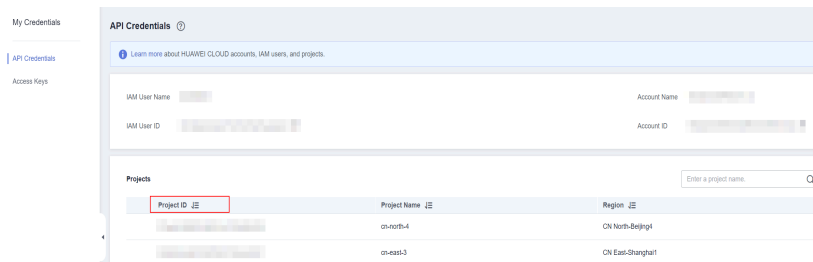 My Credentials
API Credentials
Access Keys
API Credentials
Learn more about HUAWEI CLOUD accounts, IAM users, and projects.
IAM User Name
Account Name
IAM User ID
Account ID
Projects
Enter a project name.
Project ID
Project Name
Region
cn-north-4
CN North-Beijing4
cn-east-3
CN East-Shanghai1